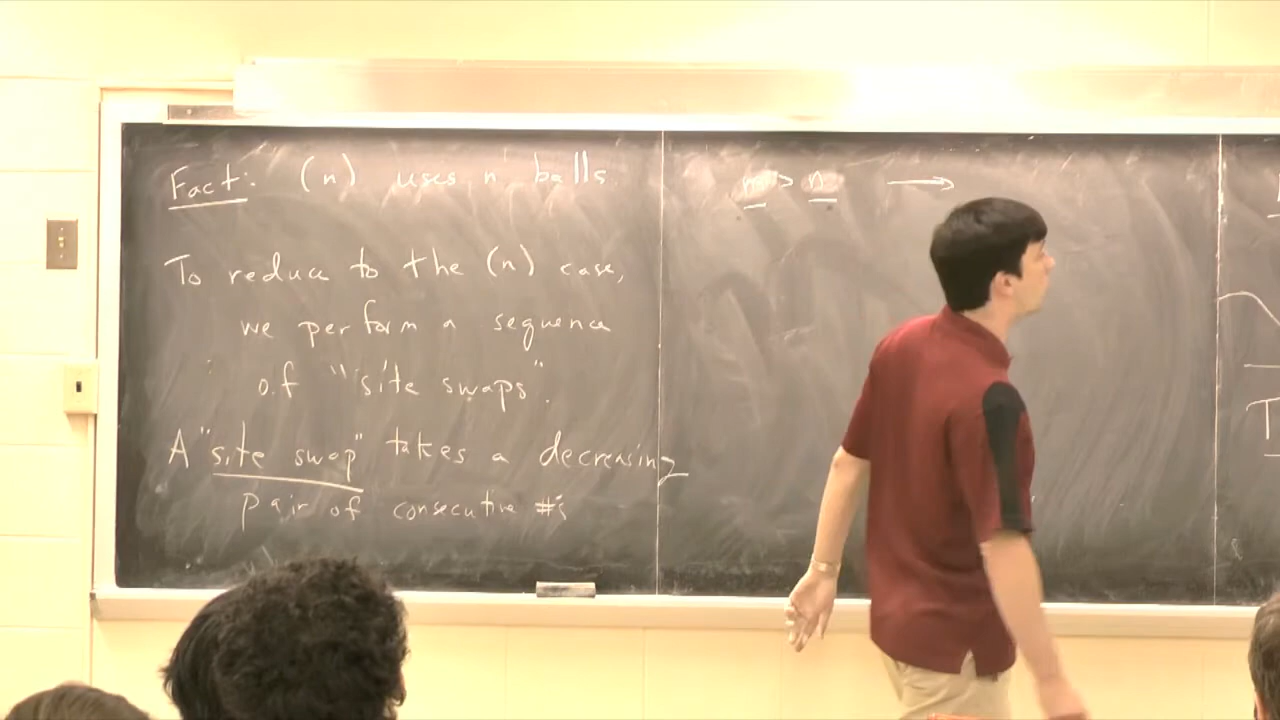 Fact: (n) uses n balls
To reduce to the (n) case,
we perform a sequence
of "site swaps".
A "site swap" takes a decreasing
pair of consecutive #s
> n →